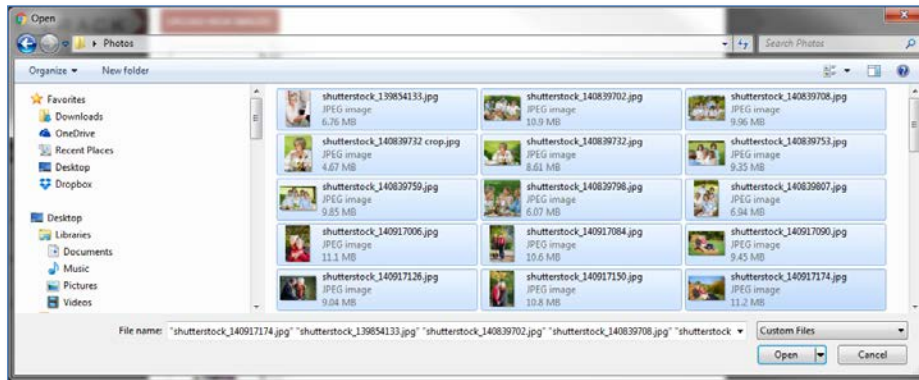 Open
Photos
Search Photos
Organize
New folder
Favorites
Downloads
OneDrive
Recent Places
Desktop
Dropbox
Desktop
Libraries
Documents
Music
Pictures
Videos
shutterstock_139854133.jpg
JPEG image
6.76 MB
shutterstock_140839702.jpg
JPEG image
10.9 MB
shutterstock_140839708.jpg
JPEG image
9.96 MB
shutterstock_140839732 crop.jpg
JPEG image
4.67 MB
shutterstock_140839732.jpg
JPEG image
8.61 MB
shutterstock_140839753.jpg
JPEG image
9.35 MB
shutterstock_140839759.jpg
JPEG image
9.85 MB
shutterstock_140839798.jpg
JPEG image
6.07 MB
shutterstock_140839807.jpg
JPEG image
6.94 MB
shutterstock_140917006.jpg
JPEG image
11.1 MB
shutterstock_140917084.jpg
JPEG image
10.6 MB
shutterstock_140917090.jpg
JPEG image
9.45 MB
shutterstock_140917126.jpg
JPEG image
9.04 MB
shutterstock_140917150.jpg
JPEG image
10.8 MB
shutterstock_140917174.jpg
JPEG image
11.2 MB
File name: "shutterstock_140917174.jpg" "shutterstock_139854133.jpg" "shutterstock_140839702.jpg" "shutterstock_140839708.jpg" "shutterstock
Custom Files
Open
Cancel